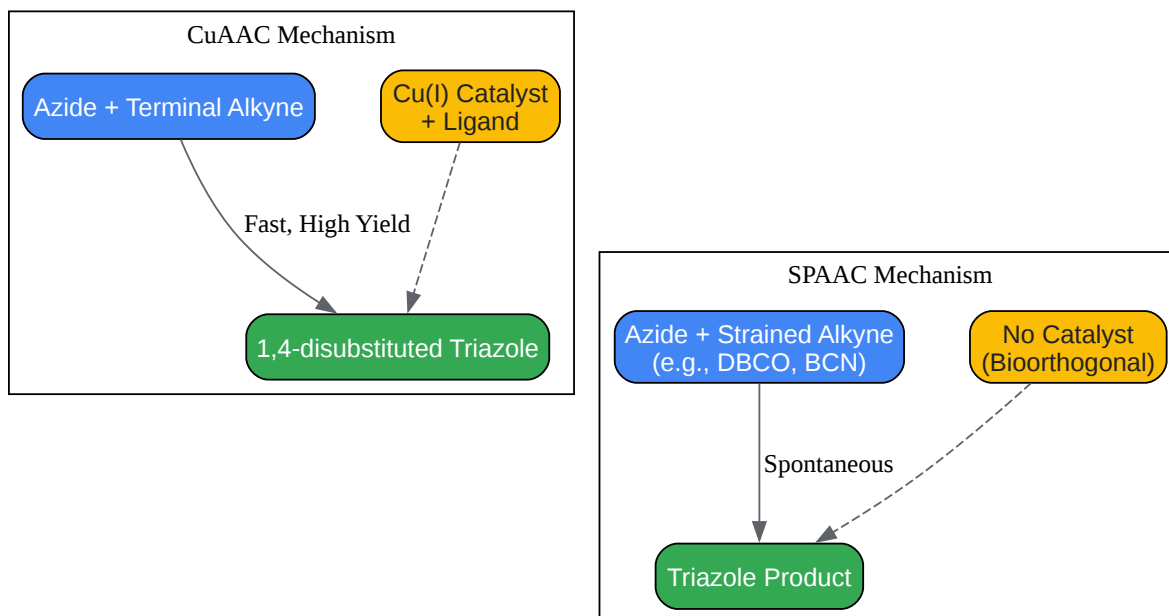 CuAAC Mechanism
Azide + Terminal Alkyne
Cu(I) Catalyst
+ Ligand
Fast, High Yield
1,4-disubstituted Triazole
SPAAC Mechanism
Azide + Strained Alkyne
(e.g., DBCO, BCN)
No Catalyst
(Bioorthogonal)
Spontaneous
Triazole Product